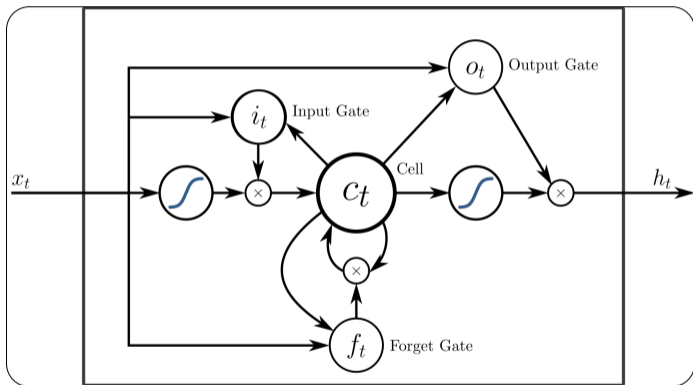 o_t Output Gate
i_t Input Gate
x_t
Cell
c_t
h_t
×
×
×
f_t Forget Gate